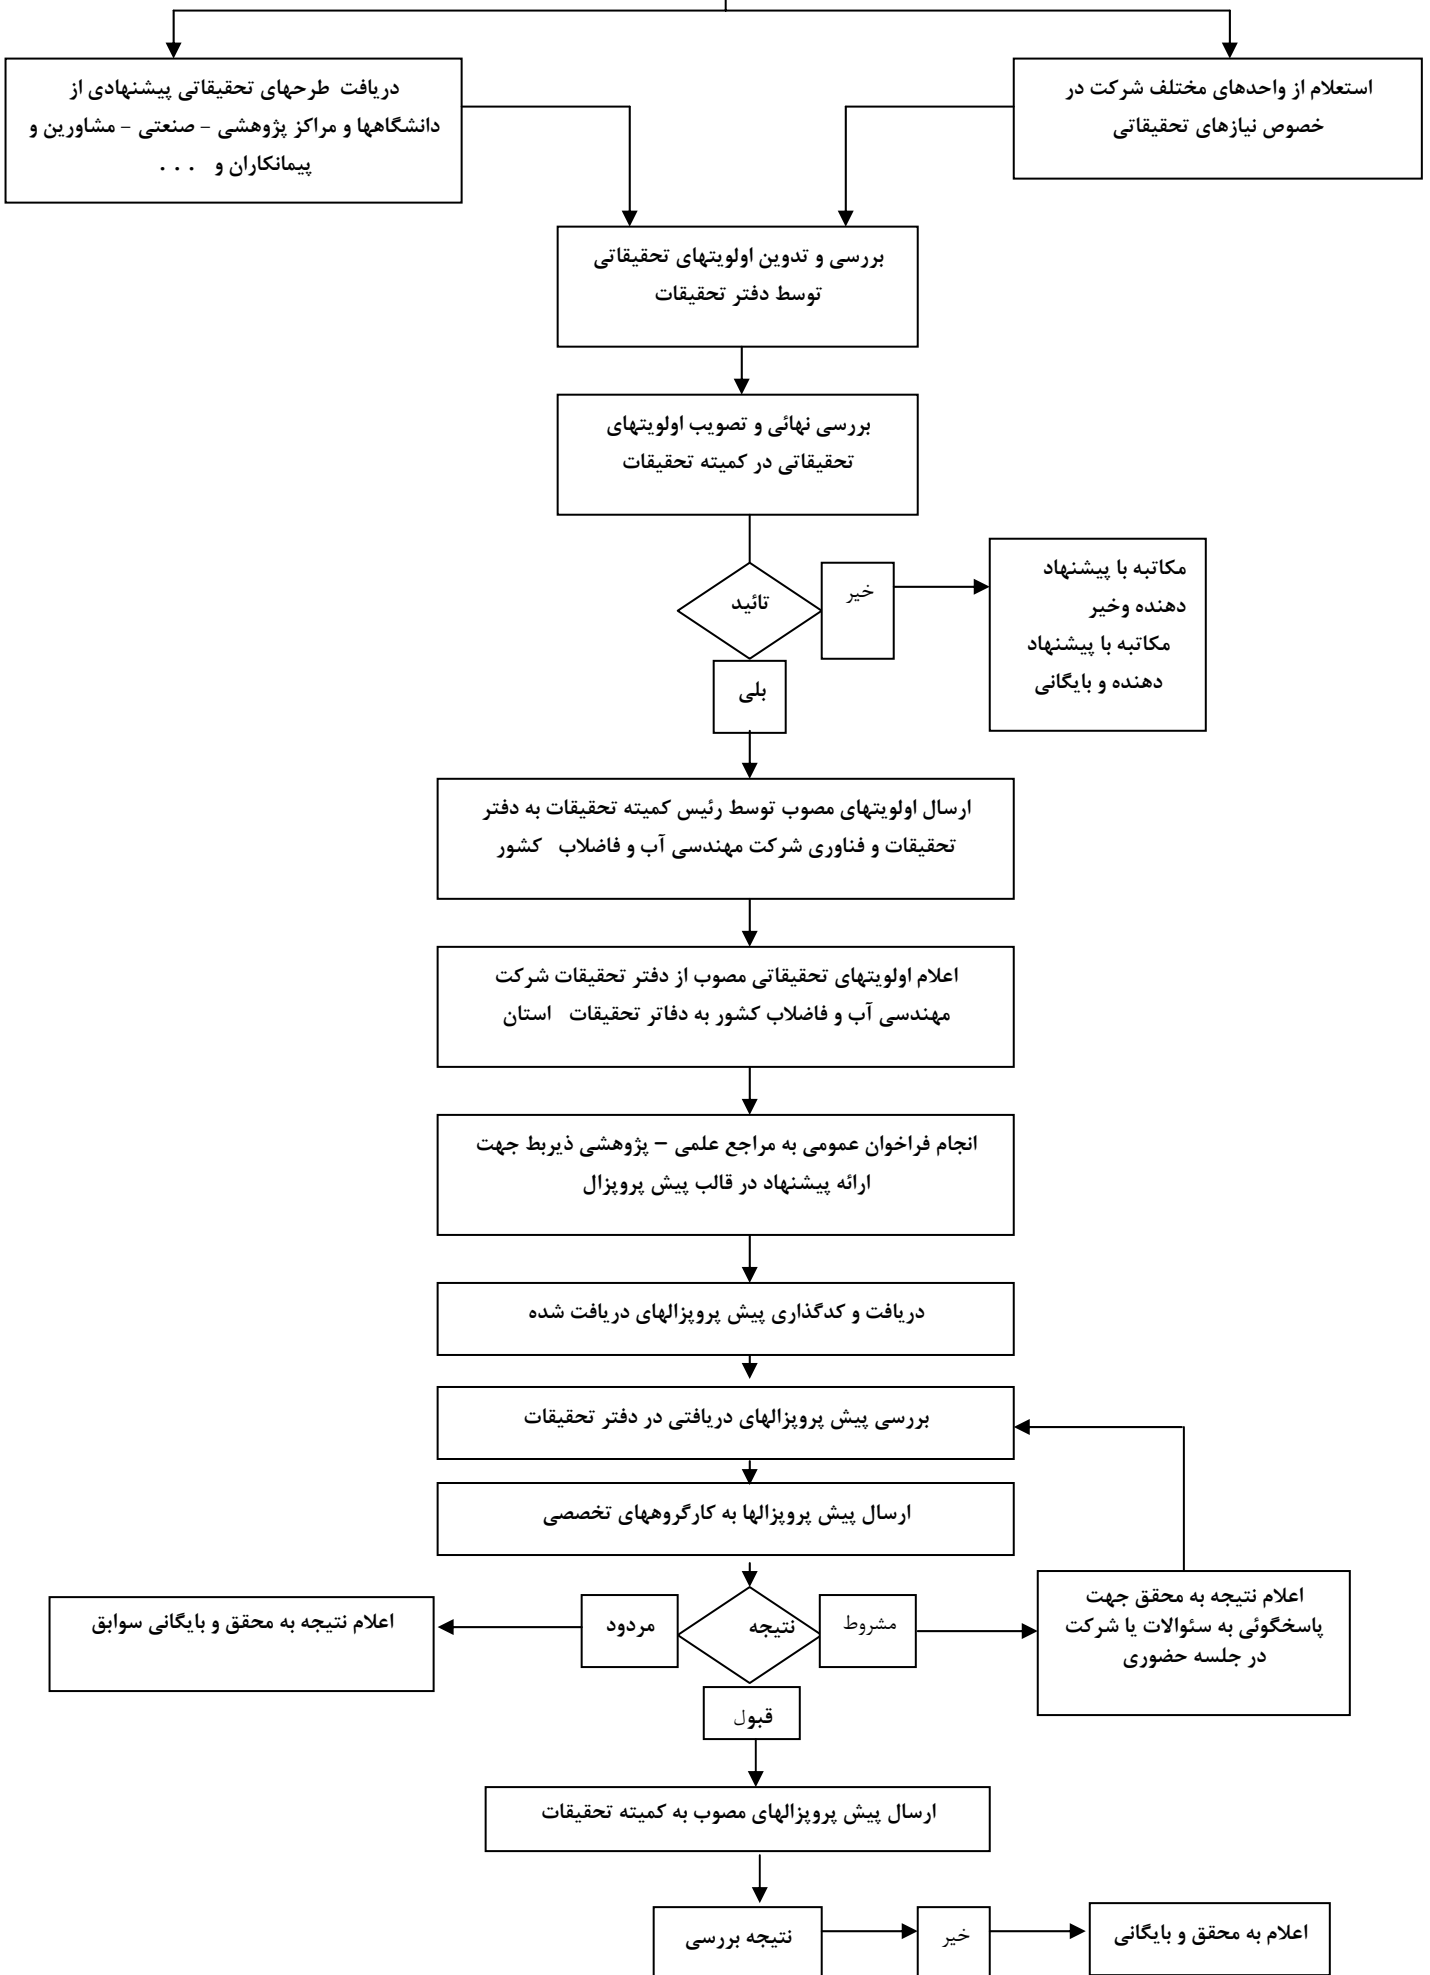 استعلام از واحدهای مختلف شرکت در
خصوص نیازهای تحقیقاتی
دریافت طرحهای تحقیقاتی پیشنهادی از
دانشگاهها و مراکز پژوهشی – صنعتی – مشاورین و
پیمانکاران و . . .
بررسی و تدوین اولویتهای تحقیقاتی
توسط دفتر تحقیقات
بررسی نهائی و تصویب اولویتهای
تحقیقاتی در کمیته تحقیقات
تائید
خیر
مکاتبه با پیشنهاد
دهنده وخیر
مکاتبه با پیشنهاد
دهنده و بایگانی
بلی
ارسال اولویتهای مصوب توسط رئیس کمیته تحقیقات به دفتر
تحقیقات و فناوری شرکت مهندسی آب و فاضلاب کشور
اعلام اولویتهای تحقیقاتی مصوب از دفتر تحقیقات شرکت
مهندسی آب و فاضلاب کشور به دفاتر تحقیقات استان
انجام فراخوان عمومی به مراجع علمی – پژوهشی ذیربط جهت
ارائه پیشنهاد در قالب پیش پروپزال
دریافت و کدگذاری پیش پروپزالهای دریافت شده
بررسی پیش پروپزالهای دریافتی در دفتر تحقیقات
ارسال پیش پروپزالها به کارگروههای تخصصی
اعلام نتیجه به محقق جهت
پاسخگوئی به سئوالات یا شرکت
در جلسه حضوری
مشروط
نتیجه
مردود
اعلام نتیجه به محقق و بایگانی سوابق
قبول
ارسال پیش پروپزالهای مصوب به کمیته تحقیقات
نتیجه بررسی
خیر
اعلام به محقق و بایگانی